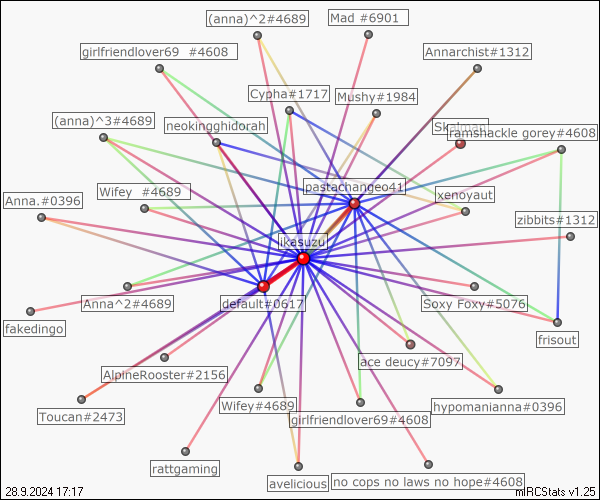 (anna)^2#4689
Mad #6901
girlfriendlover69 #4608
Annarchist#1312
Cypha#1717
Mushy#1984
(anna)^3#4689
neokingghidorah
ramshackle gorey#4608
pastachangeo41
Anna.#0396
Wifey #4689
xenoyaut
zibbits#1312
ikasuzu
Anna^2#4689
default#0617
Soxy Foxy#5076
fakedingo
frisout
ace deucy#7097
AlpineRooster#2156
Toucan#2473
Wifey#4689
girlfriendlover69#4608
hypomanianna#0396
rattgaming
avelicious
no cops no laws no hope#4608
28.9.2024 17:17
mIRCStats v1.25